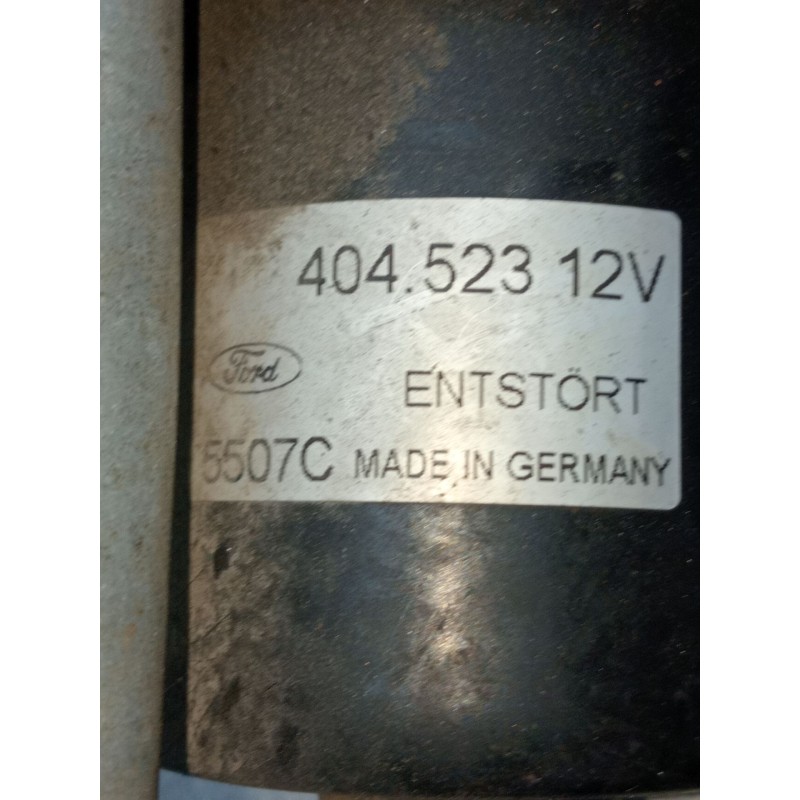 404.523 12V
Ford
ENTSTÖRT
5507C MADE IN GERMANY